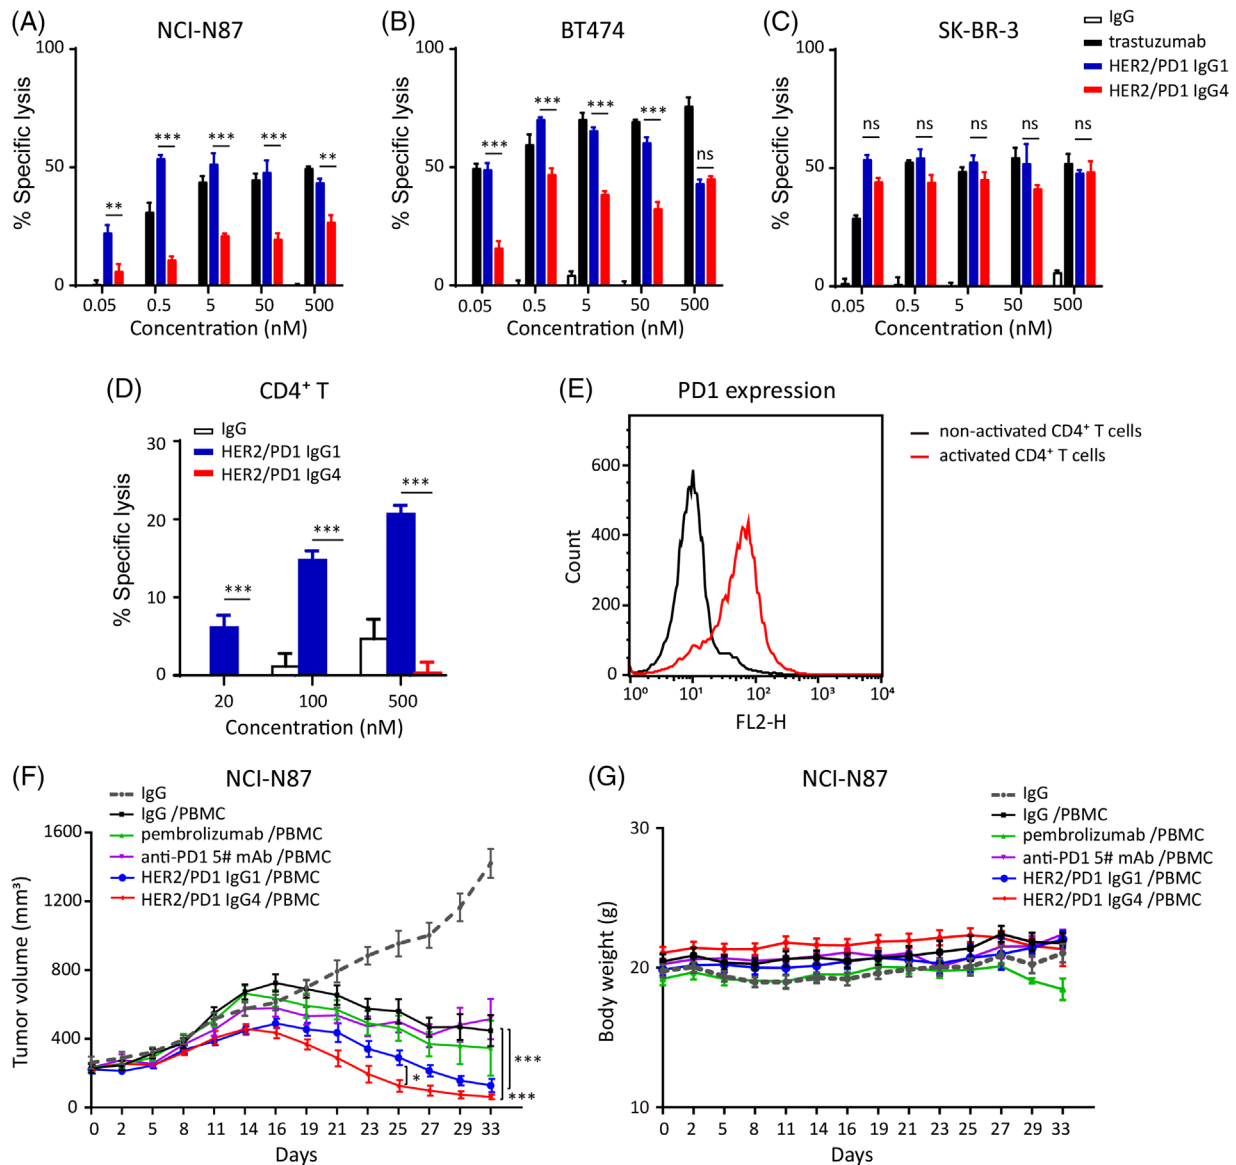 (A) NCI-N87
100
50
0
% Specific lysis
** *** *** *** **
0.05 0.5 5 50 500
Concentration (nM)
(B) BT474
100
50
0
% Specific lysis
*** *** *** *** ns
0.05 0.5 5 50 500
Concentration (nM)
(C) SK-BR-3
100
50
0
% Specific lysis
ns ns ns ns ns
0.05 0.5 5 50 500
Concentration (nM)
IgG
trastuzumab
HER2/PD1 IgG1
HER2/PD1 IgG4
(D) CD4⁺ T
IgG
HER2/PD1 IgG1
HER2/PD1 IgG4
30
20
10
0
% Specific lysis
*** *** ***
20 100 500
Concentration (nM)
(E) PD1 expression
non-activated CD4⁺ T cells
activated CD4⁺ T cells
600
400
200
0
Count
10⁰ 10¹ 10² 10³ 10⁴
FL2-H
(F) NCI-N87
IgG
IgG /PBMC
pembrolizumab /PBMC
anti-PD1 5# mAb /PBMC
HER2/PD1 IgG1 /PBMC
HER2/PD1 IgG4 /PBMC
1600
1200
800
400
0
Tumor volume (mm³)
*
***
***
0 2 5 8 11 14 16 19 21 23 25 27 29 33
Days
(G) NCI-N87
IgG
IgG /PBMC
pembrolizumab /PBMC
anti-PD1 5# mAb /PBMC
HER2/PD1 IgG1 /PBMC
HER2/PD1 IgG4 /PBMC
30
20
10
Body weight (g)
0 2 5 8 11 14 16 19 21 23 25 27 29 33
Days